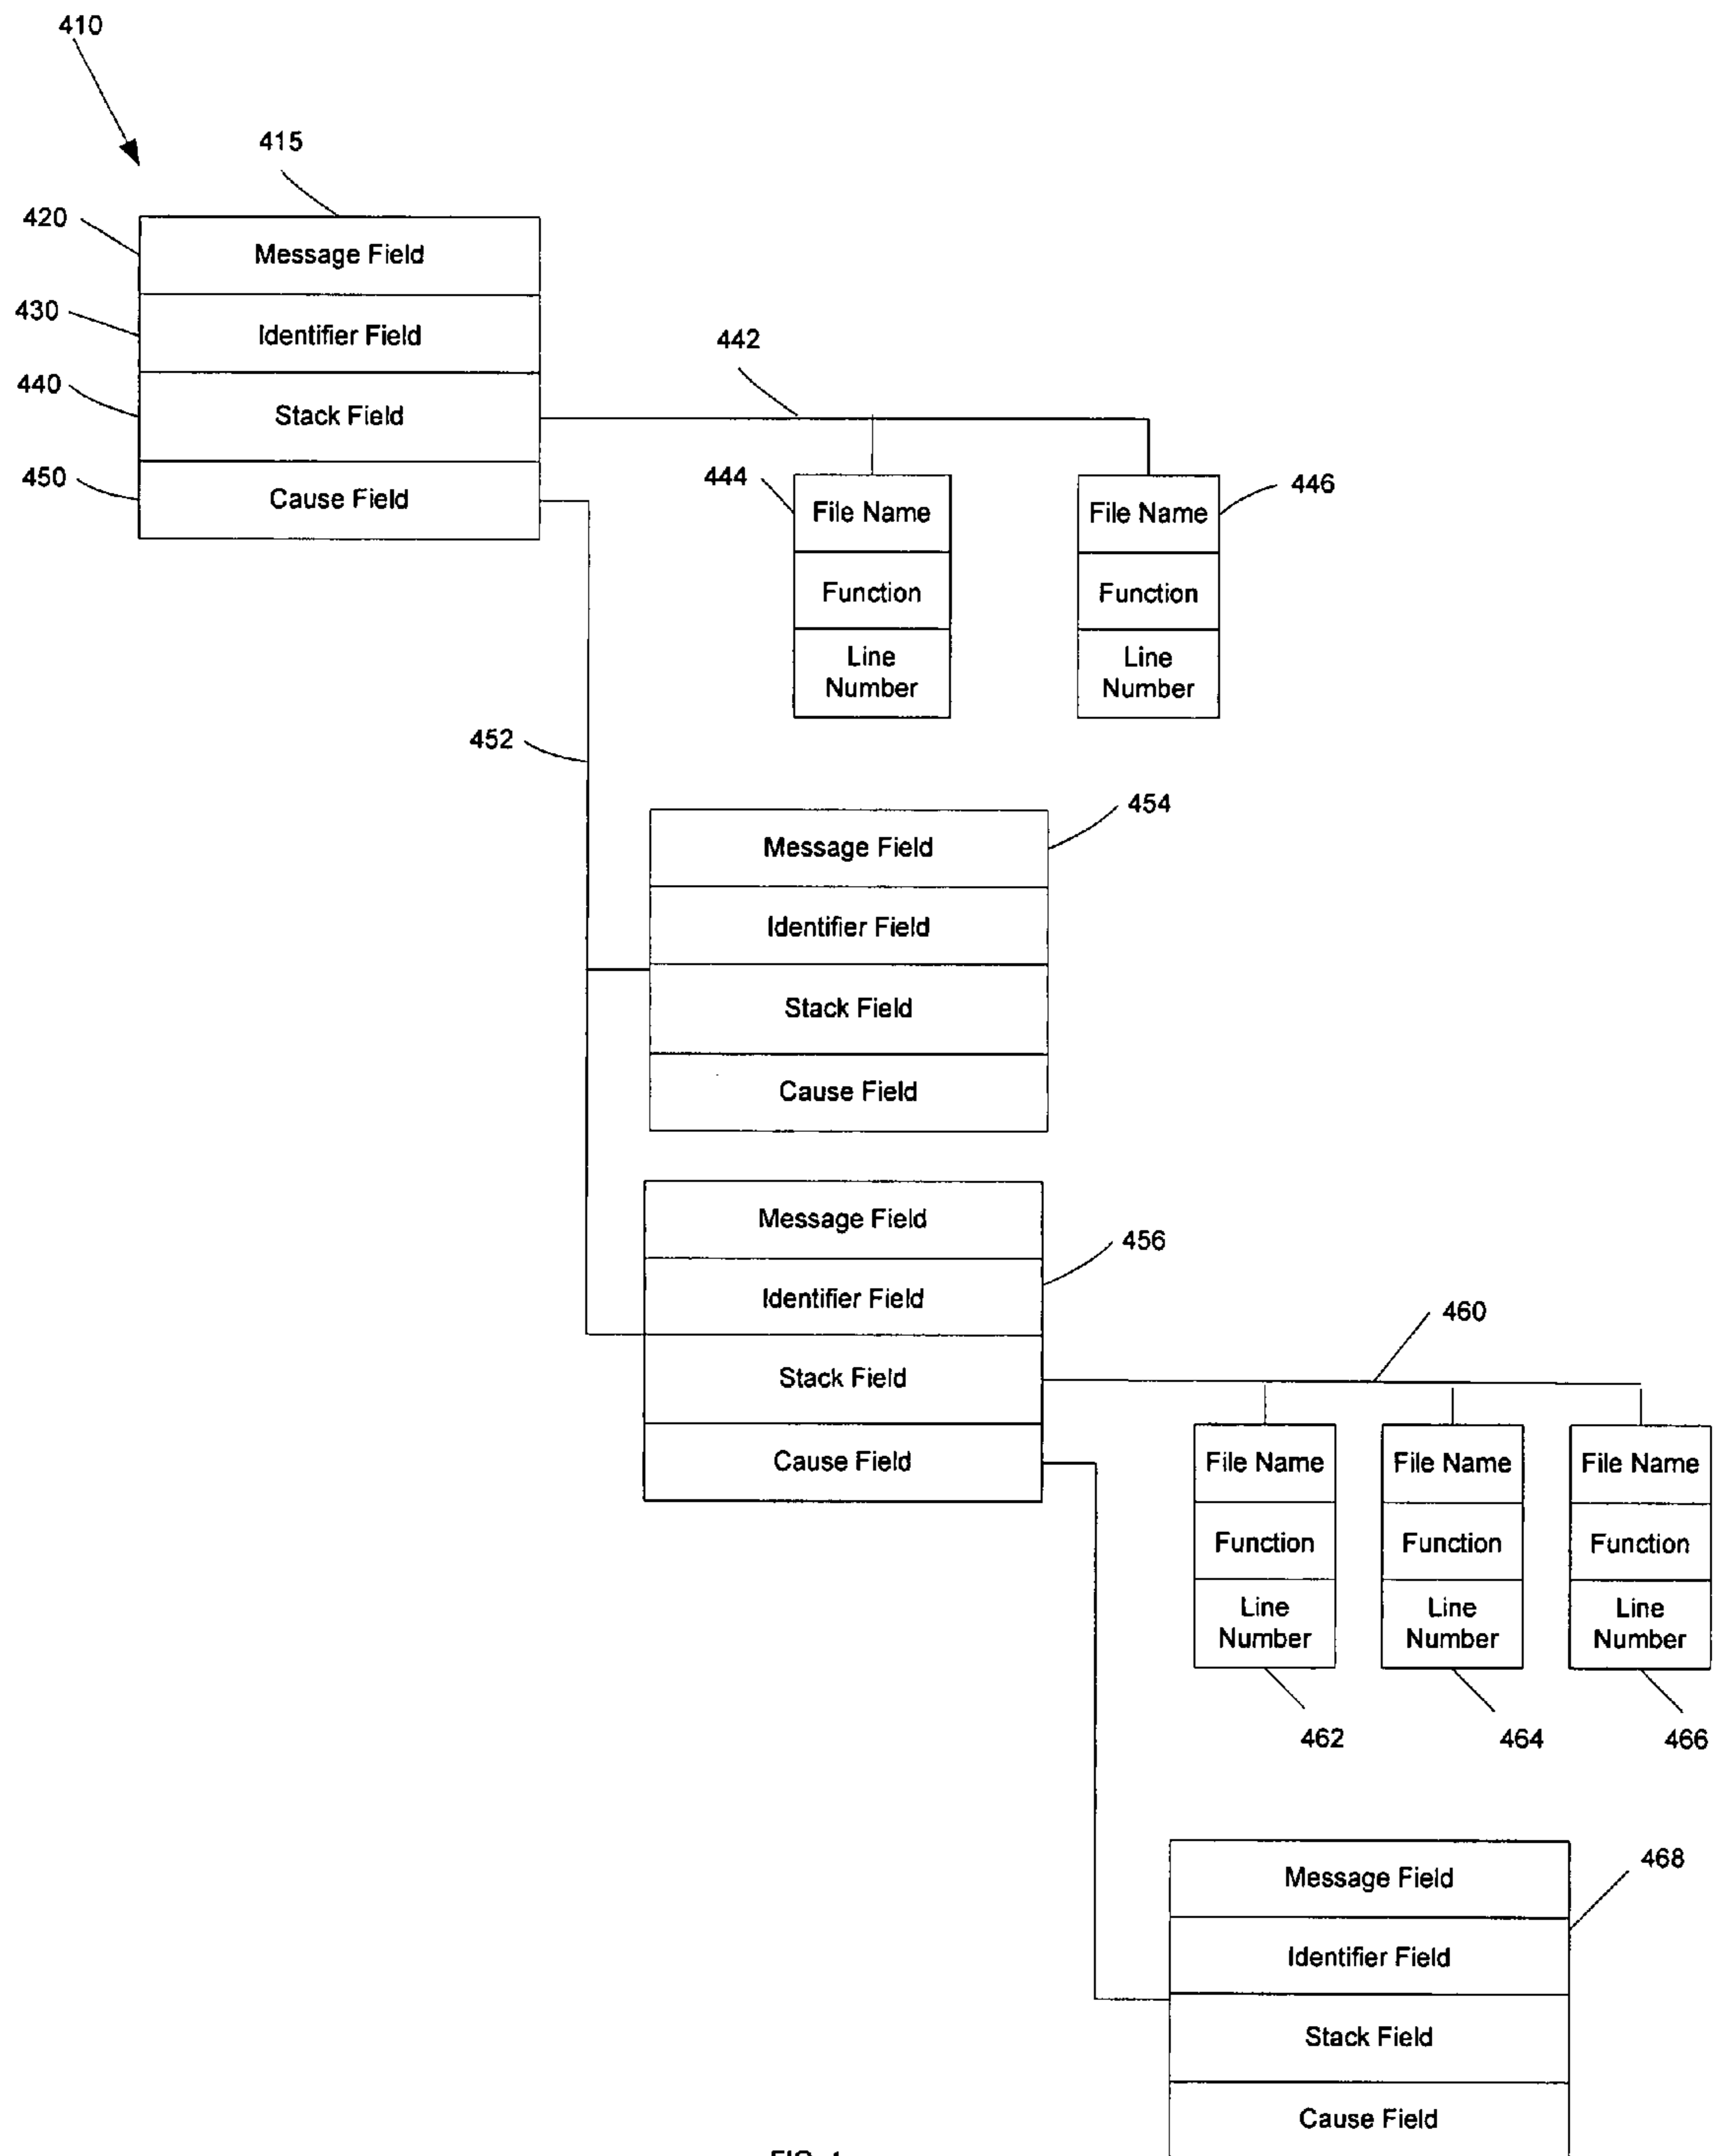 410
415
420
Message Field
430
Identifier Field
442
440
Stack Field
450
Cause Field
444
File Name
Function
Line
Number
446
File Name
Function
Line
Number
452
454
Message Field
Identifier Field
Stack Field
Cause Field
Message Field
456
Identifier Field
460
Stack Field
Cause Field
File Name
Function
Line
Number
462
File Name
Function
Line
Number
464
File Name
Function
Line
Number
466
468
Message Field
Identifier Field
Stack Field
Cause Field